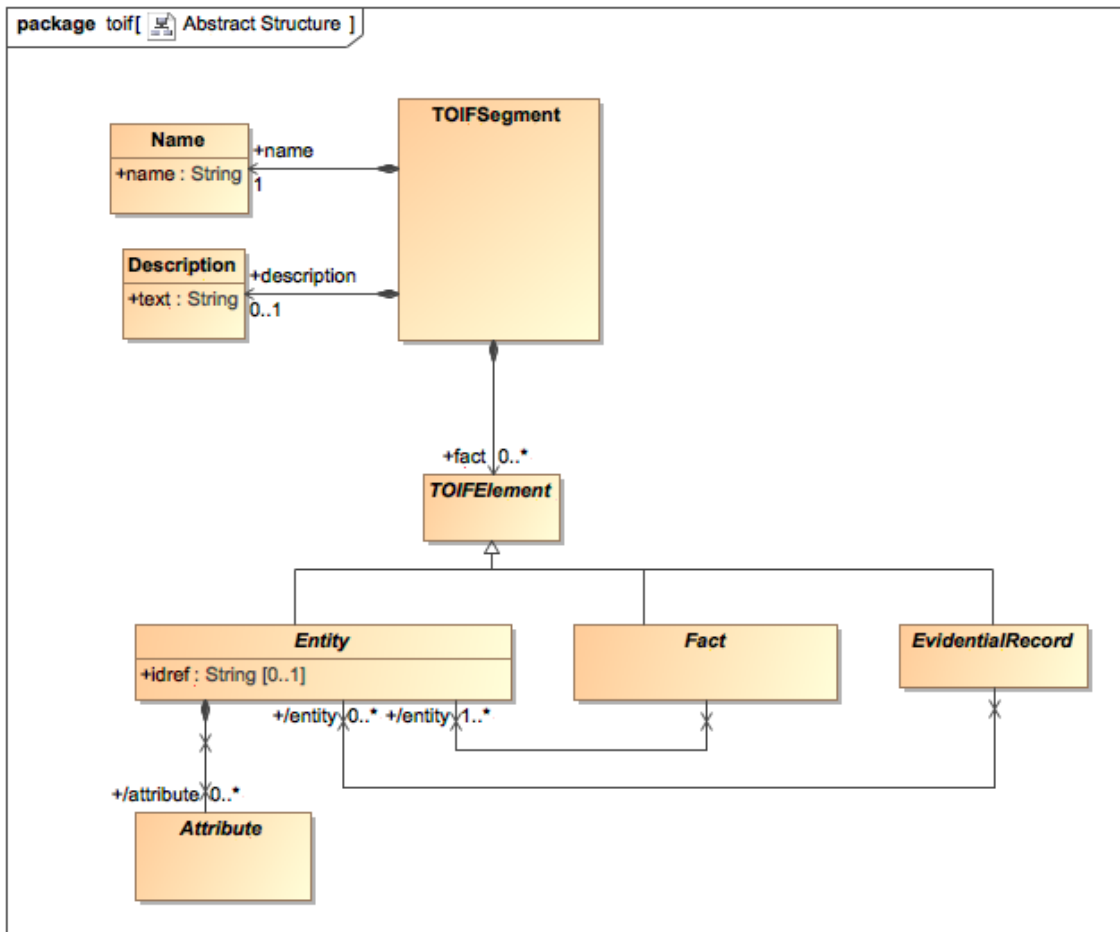 package toif[ Abstract Structure ]
TOIFSegment
Name
+name
+name : String
1
Description
+description
+text : String
0..1
+fact 0..*
TOIFElement
Entity
Fact
EvidentialRecord
+idref : String [0..1]
+/entity 0..* +/entity 1..*
+/attribute 0..*
Attribute